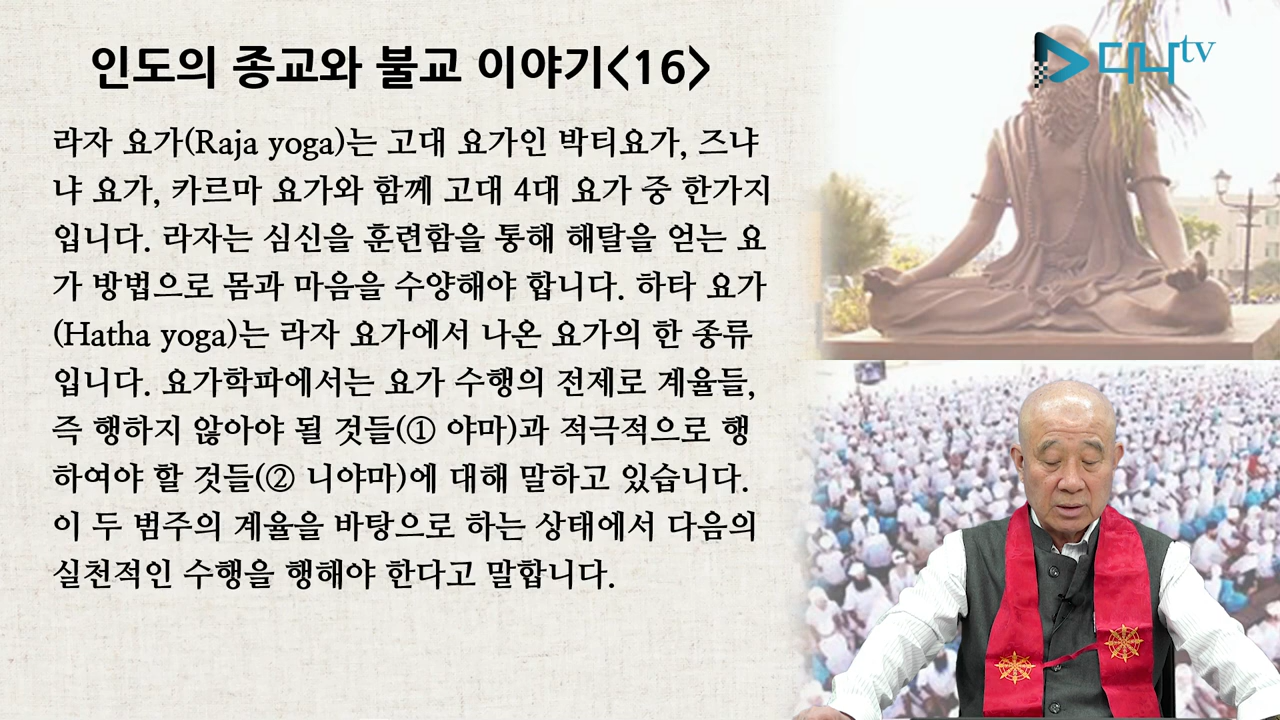 인도의 종교와 불교 이야기<16>
라자 요가(Raja yoga)는 고대 요가인 박티요가, 즈냐
냐 요가, 카르마 요가와 함께 고대 4대 요가 중 한가지
입니다. 라자는 심신을 훈련함을 통해 해탈을 얻는 요
가 방법으로 몸과 마음을 수양해야 합니다. 하타 요가
(Hatha yoga)는 라자 요가에서 나온 요가의 한 종류
입니다. 요가학파에서는 요가 수행의 전제로 계율들,
즉 행하지 않아야 될 것들(① 야마)과 적극적으로 행
하여야 할 것들(② 니야마)에 대해 말하고 있습니다.
이 두 범주의 계율을 바탕으로 하는 상태에서 다음의
실천적인 수행을 행해야 한다고 말합니다.
tv